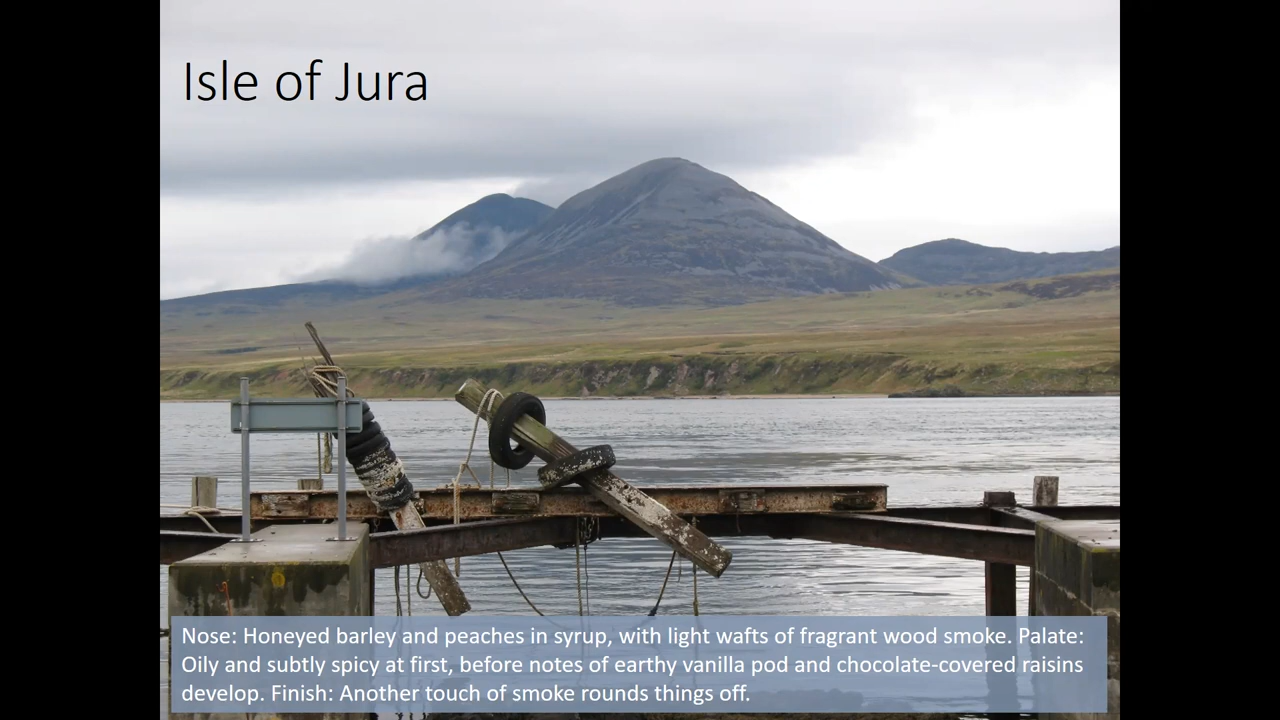 Isle of Jura
Nose: Honeyed barley and peaches in syrup, with light wafts of fragrant wood smoke. Palate:
Oily and subtly spicy at first, before notes of earthy vanilla pod and chocolate-covered raisins
develop. Finish: Another touch of smoke rounds things off.